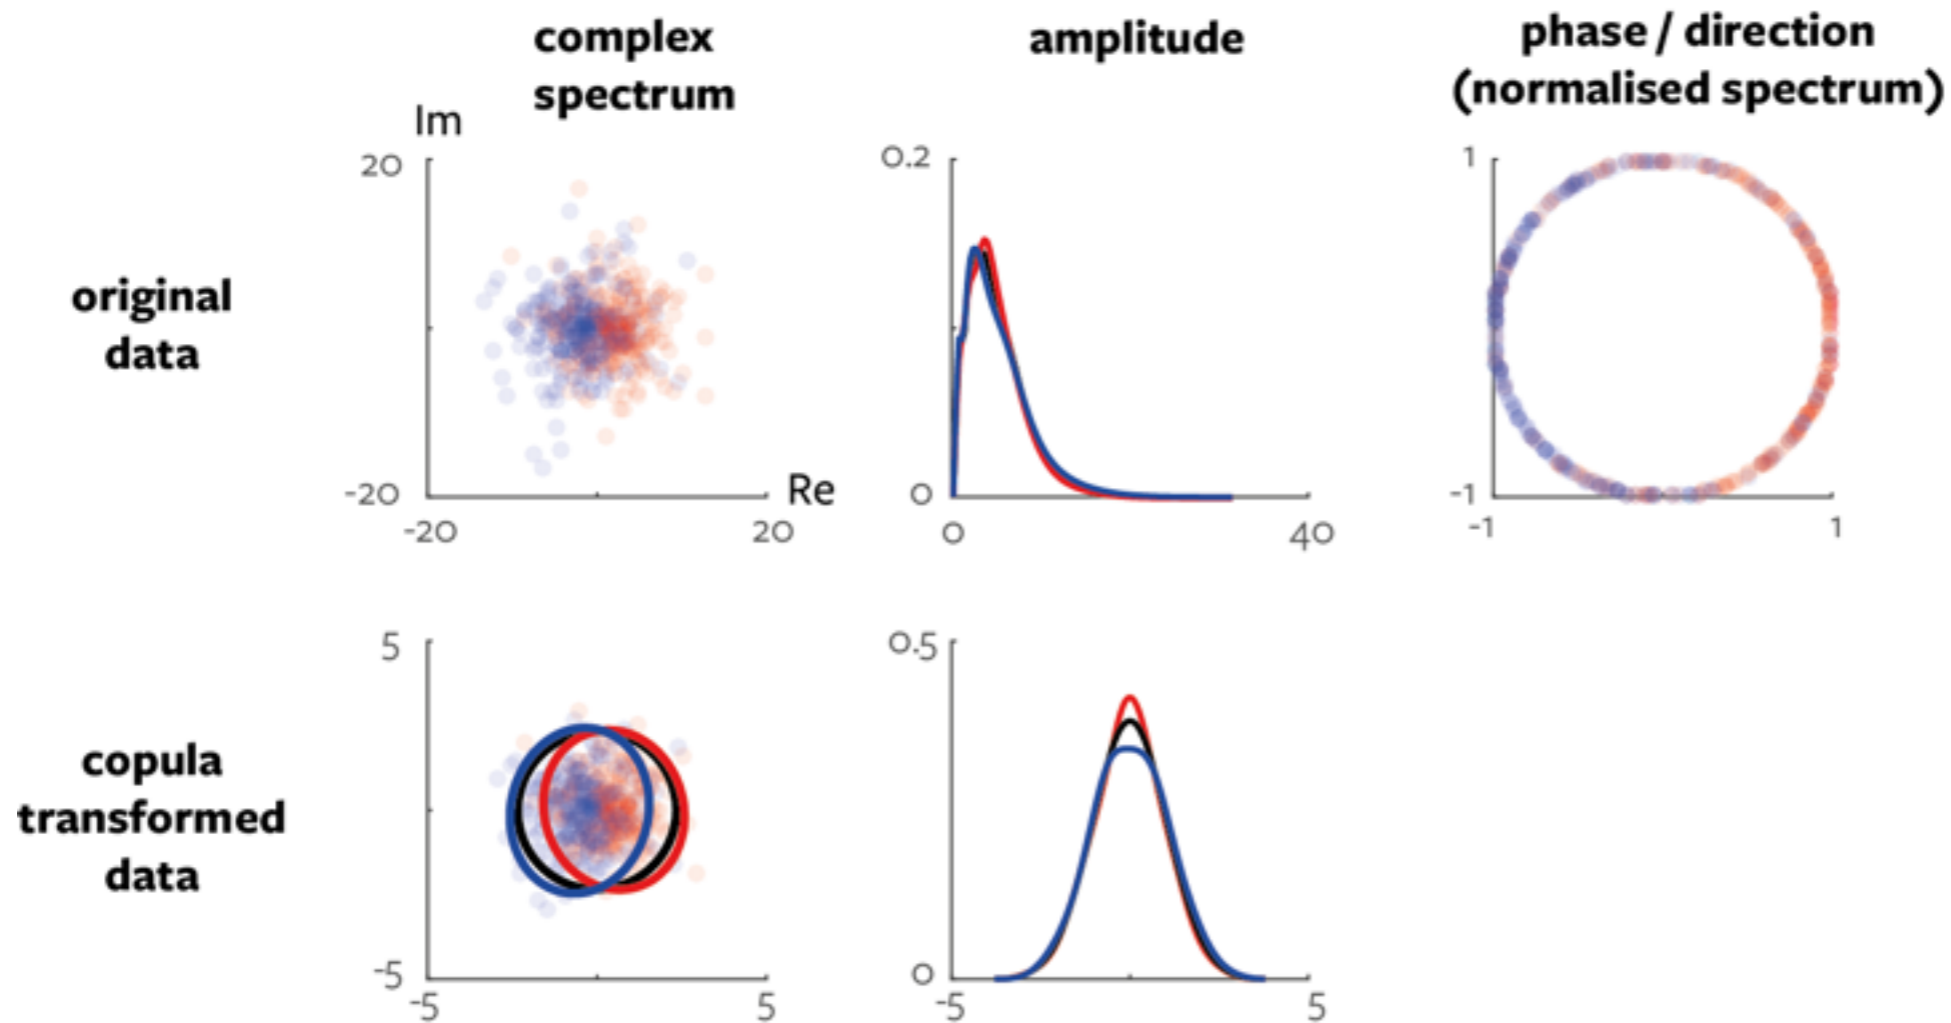 complex
spectrum
amplitude
phase / direction
(normalised spectrum)
original
data
Im
20
-20
-20
20
Re
0.2
0
0
40
1
-1
-1
1
copula
transformed
data
5
-5
-5
5
0.5
0
-5
5